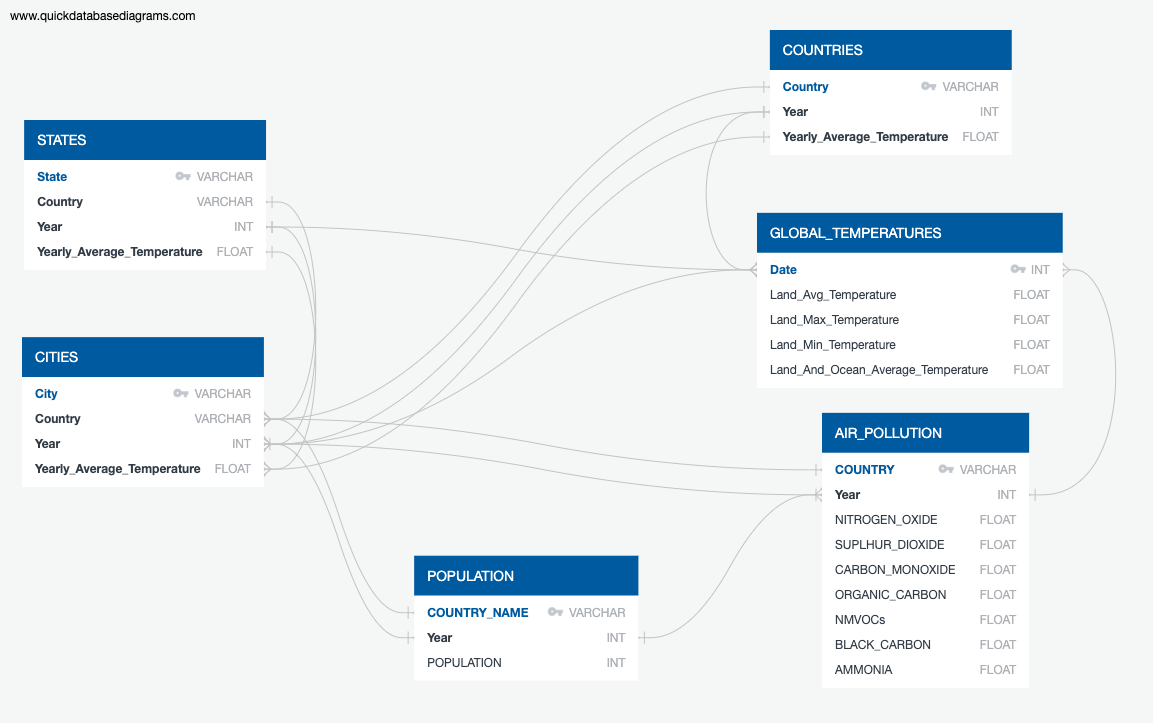 www.quickdatabasediagrams.com
COUNTRIES
Country VARCHAR
Year INT
Yearly_Average_Temperature FLOAT
STATES
State VARCHAR
Country VARCHAR
Year INT
Yearly_Average_Temperature FLOAT
GLOBAL_TEMPERATURES
Date INT
Land_Avg_Temperature FLOAT
Land_Max_Temperature FLOAT
Land_Min_Temperature FLOAT
Land_And_Ocean_Average_Temperature FLOAT
CITIES
City VARCHAR
Country VARCHAR
Year INT
Yearly_Average_Temperature FLOAT
AIR_POLLUTION
COUNTRY VARCHAR
Year INT
NITROGEN_OXIDE FLOAT
SUPLHUR_DIOXIDE FLOAT
CARBON_MONOXIDE FLOAT
ORGANIC_CARBON FLOAT
NMVOCs FLOAT
BLACK_CARBON FLOAT
AMMONIA FLOAT
POPULATION
COUNTRY_NAME VARCHAR
Year INT
POPULATION INT